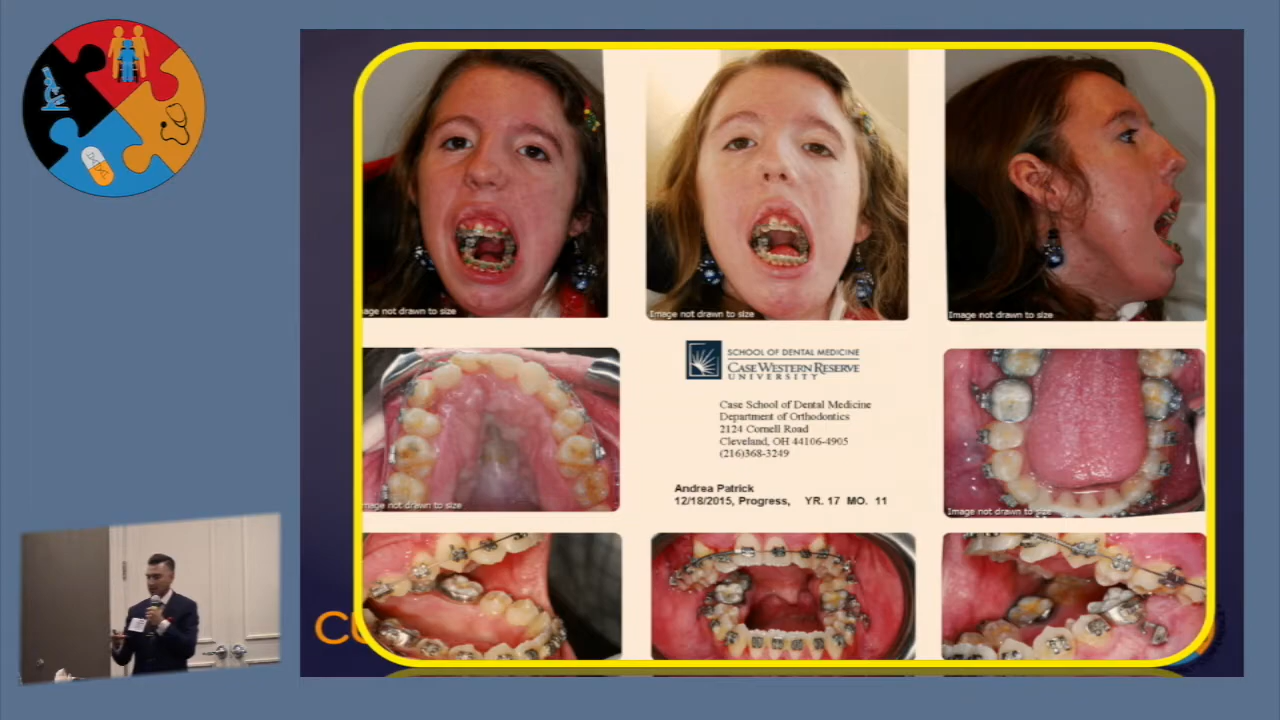 age not drawn to size
Image not drawn to size
Image not drawn to size
SCHOOL OF DENTAL MEDICINE
CASE WESTERN RESERVE
UNIVERSITY
Case School of Dental Medicine
Department of Orthodontics
2124 Cornell Road
Cleveland, OH 44106-4905
(216)368-3249
mage not drawn to size
Image not drawn to size
Andrea Patrick
12/18/2015, Progress, YR. 17 MO. 11
CU